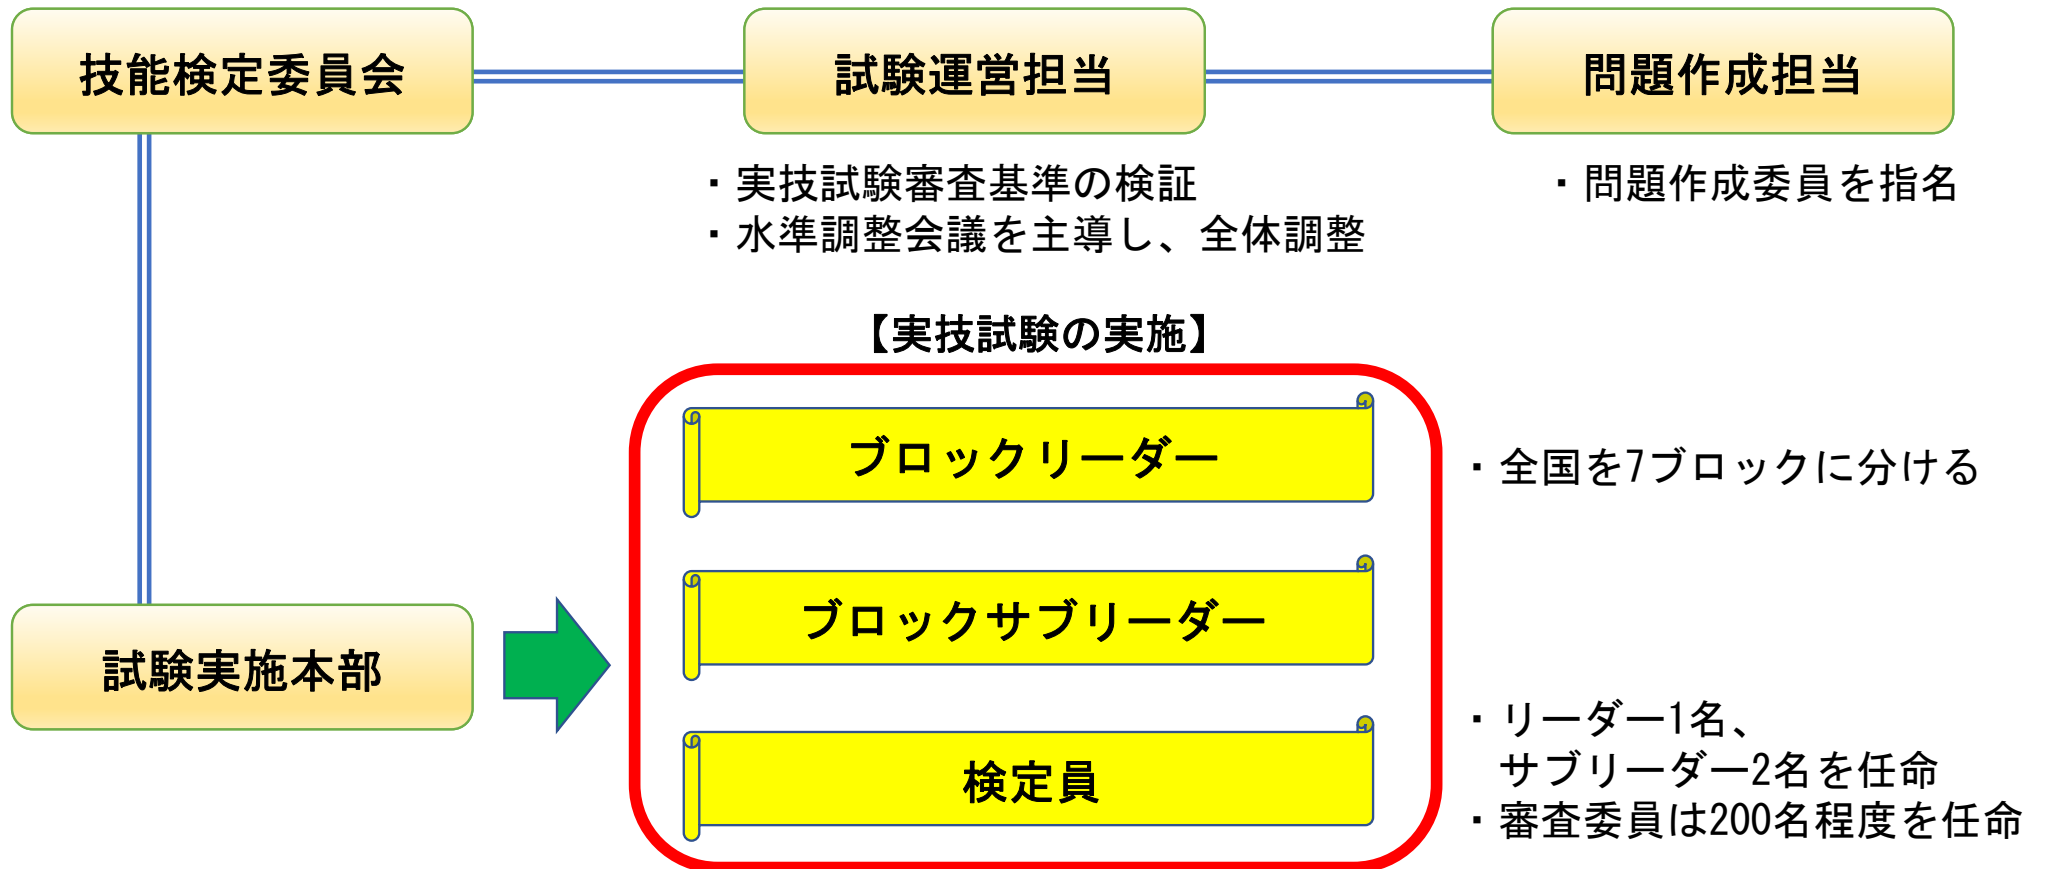 技能検定委員会
試験運営担当
問題作成担当
・実技試験審査基準の検証
・水準調整会議を主導し、全体調整
・問題作成委員を指名
【実技試験の実施】
ブロックリーダー
・全国を7ブロックに分ける
ブロックサブリーダー
試験実施本部
検定員
・リーダー1名、
サブリーダー2名を任命
・審査委員は200名程度を任命